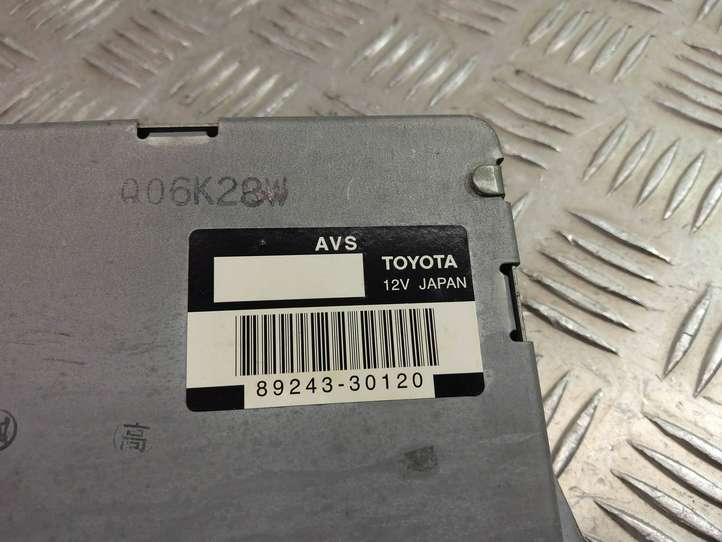 Q06K28W
AVS
TOYOTA
12V JAPAN
89243-30120
高